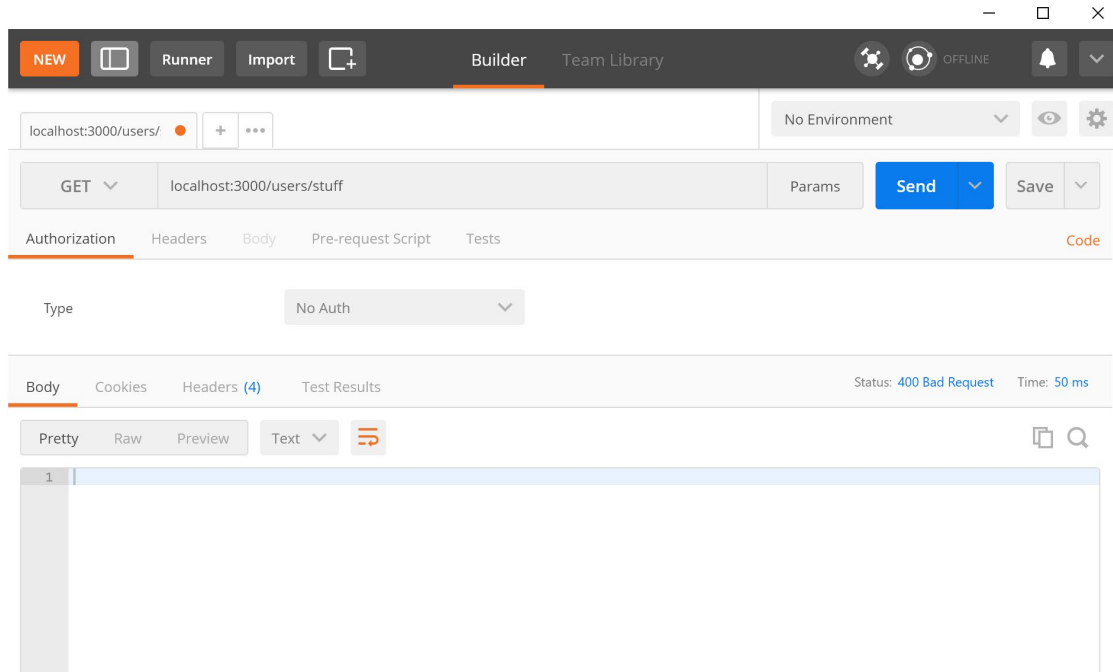 NEW Runner Import Builder Team Library OFFLINE
localhost:3000/users/ + ••• No Environment
GET localhost:3000/users/stuff Params Send Save
Authorization Headers Body Pre-request Script Tests Code
Type No Auth
Body Cookies Headers (4) Test Results Status: 400 Bad Request Time: 50 ms
Pretty Raw Preview Text
1